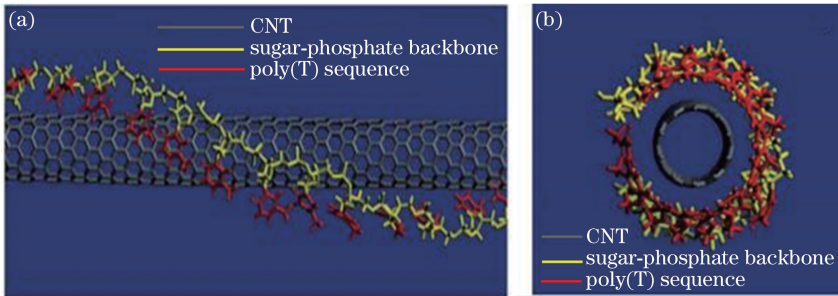 (a)
CNT
sugar-phosphate backbone
poly(T) sequence
(b)
CNT
sugar-phosphate backbone
poly(T) sequence